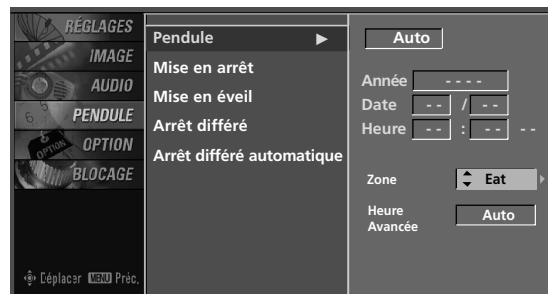 RÉGLAGES
IMAGE
AUDIO
PENDULE
OPTION
BLOCAGE
Déplacer MENU Préc.
Pendule ▶
Mise en arrêt
Mise en éveil
Arrêt différé
Arrêt différé automatique
Auto
Année - - - -
Date - - / - -
Heure - - : - - - -
Zone Eat
Heure
Avancée
Auto